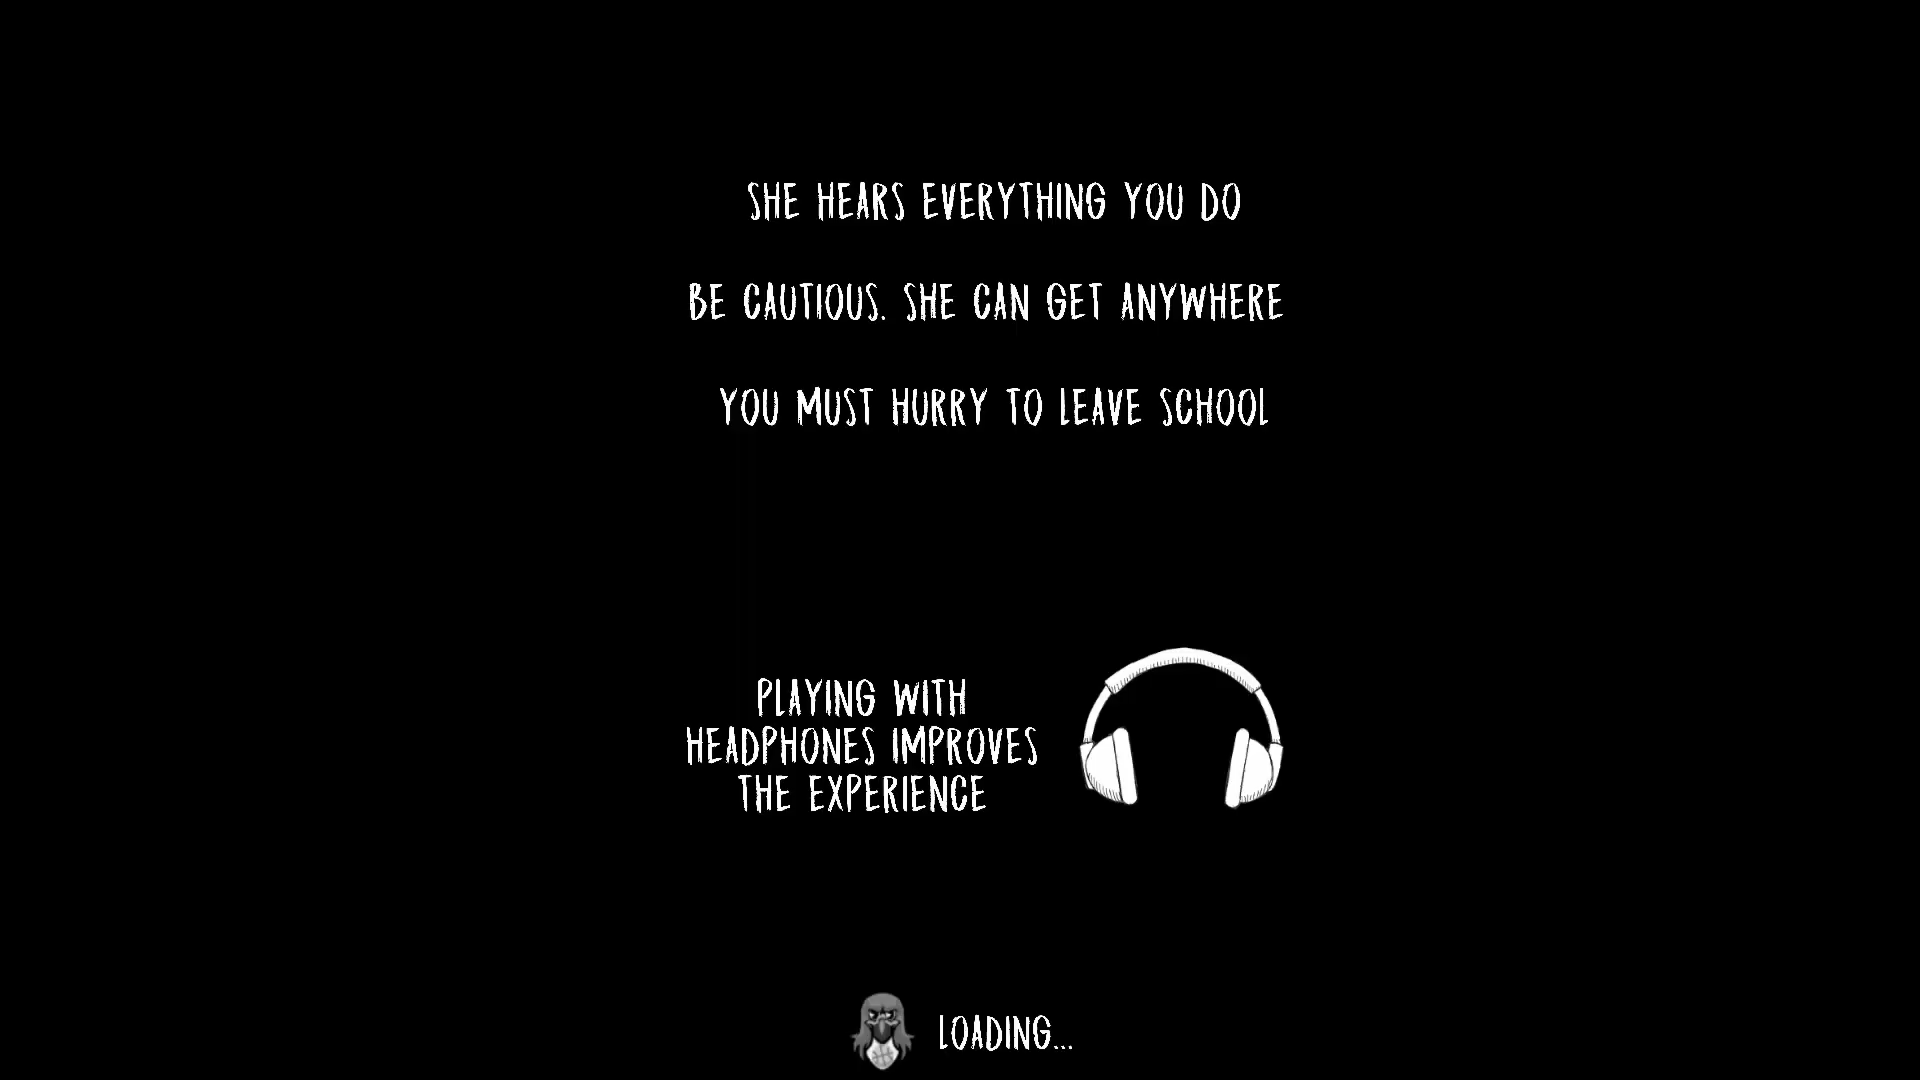 SHE HEARS EVERYTHING YOU DO
BE CAUTIOUS. SHE CAN GET ANYWHERE
YOU MUST HURRY TO LEAVE SCHOOL
PLAYING WITH
HEADPHONES IMPROVES
THE EXPERIENCE
LOADING...